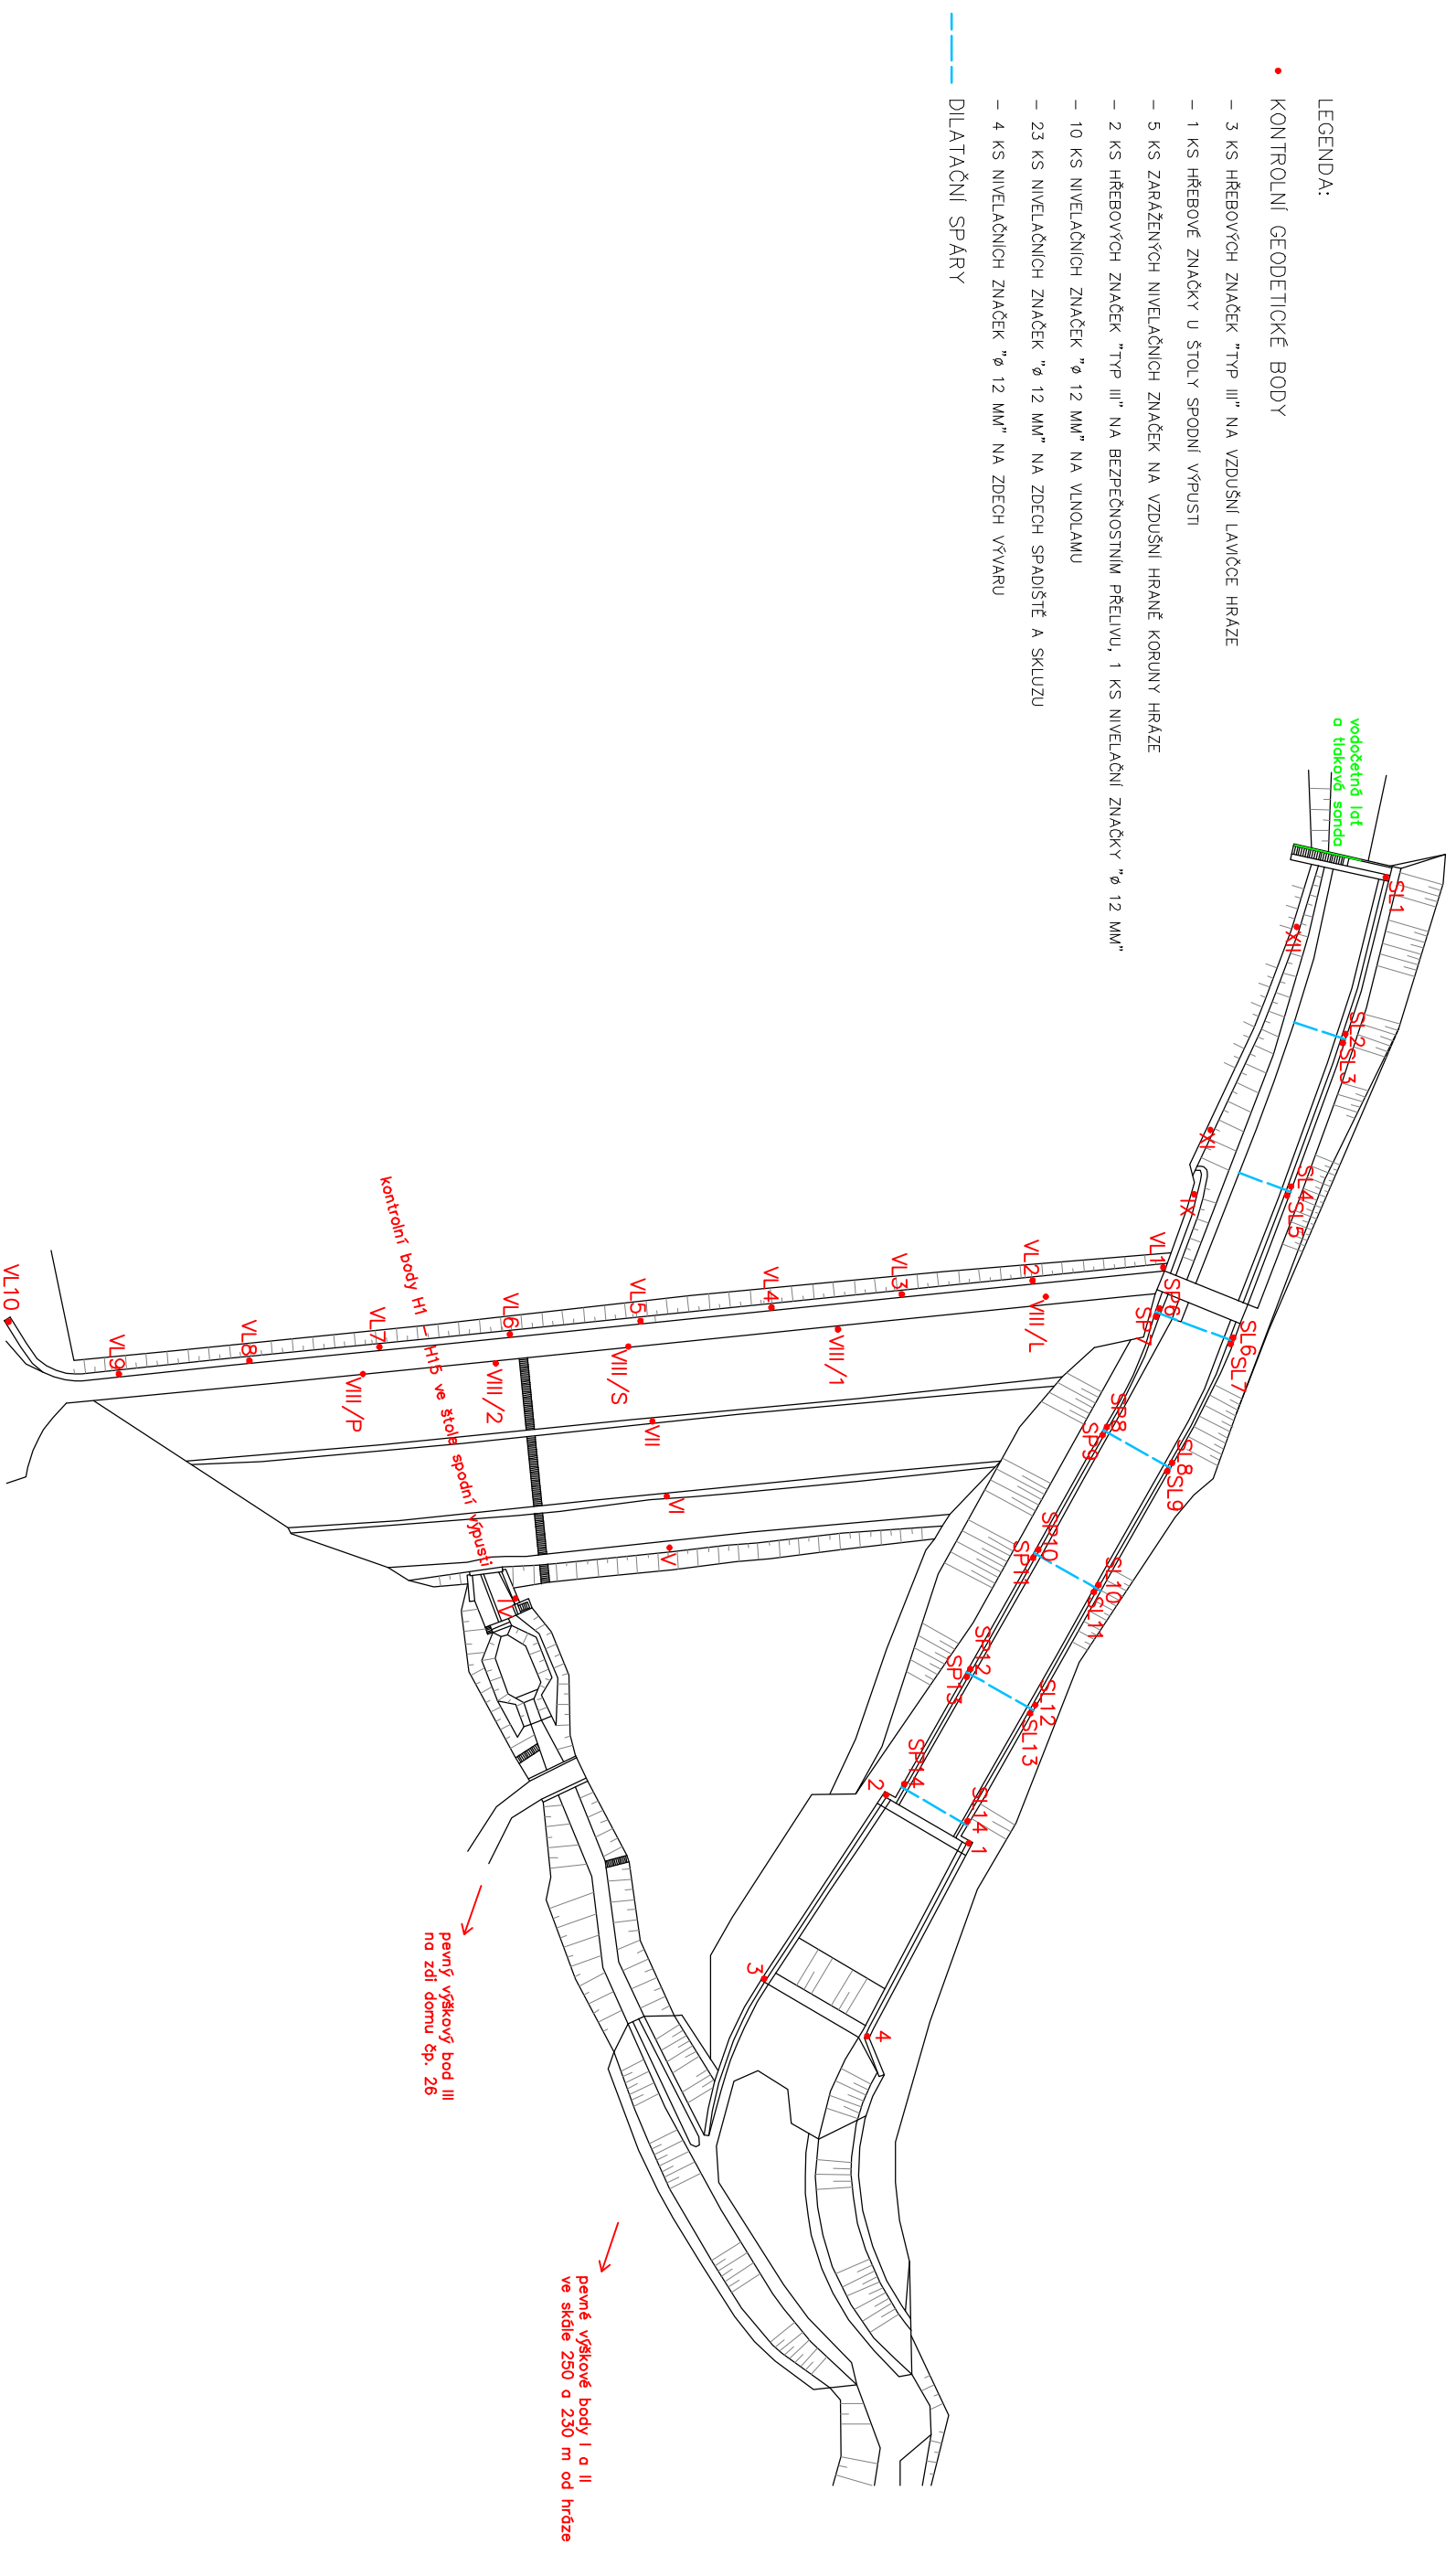 LEGENDA:
KONTROLNÍ GEODETICKÉ BODY
- 3 KS HŘEBOVÝCH ZNAČEK "TYP III" NA VZDUŠNÍ LAVIČCE HRÁZE
- 1 KS HŘEBOVÉ ZNAČKY U ŠTOLY SPODNÍ VÝPUSTI
- 5 KS ZARÁŽENÝCH NIVELAČNÍCH ZNAČEK NA VZDUŠNÍ HRANĚ KORUNY HRÁZE
- 2 KS HŘEBOVÝCH ZNAČEK "TYP III" NA BEZPEČNOSTNÍM PŘELIVU, 1 KS NIVELAČNÍ ZNAČKY "ø 12 MM"
- 10 KS NIVELAČNÍCH ZNAČEK "ø 12 MM" NA VLNOLAMU
- 23 KS NIVELAČNÍCH ZNAČEK "ø 12 MM" NA ZDECH SPADIŠTĚ A SKLUZU
- 4 KS NIVELAČNÍCH ZNAČEK "ø 12 MM" NA ZDECH VÝVARU
DILATAČNÍ SPÁRY
vodočetná lať
a tlaková sonda
SL1
XII
SL2
SL3
XI
SL4
SL5
IX
VL1
SP6
SP7
SL6
SL7
SP8
SP9
SL8
SL9
SP10
SP11
SL10
SL11
SP12
SP13
SL12
SL13
SP14
SL14
1
2
3
4
VL2
VIII/L
VL3
VIII/1
VL4
VL5
VIII/S
VL6
VIII/2
VL7
VIII/P
VL8
VL9
VL10
VII
VI
V
IV
kontrolní body H1 - H15 ve štole spodní výpusti
pevný výškový bod III
na zdi domu čp. 26
pevné výškové body I a II
ve skále 250 a 230 m od hráze